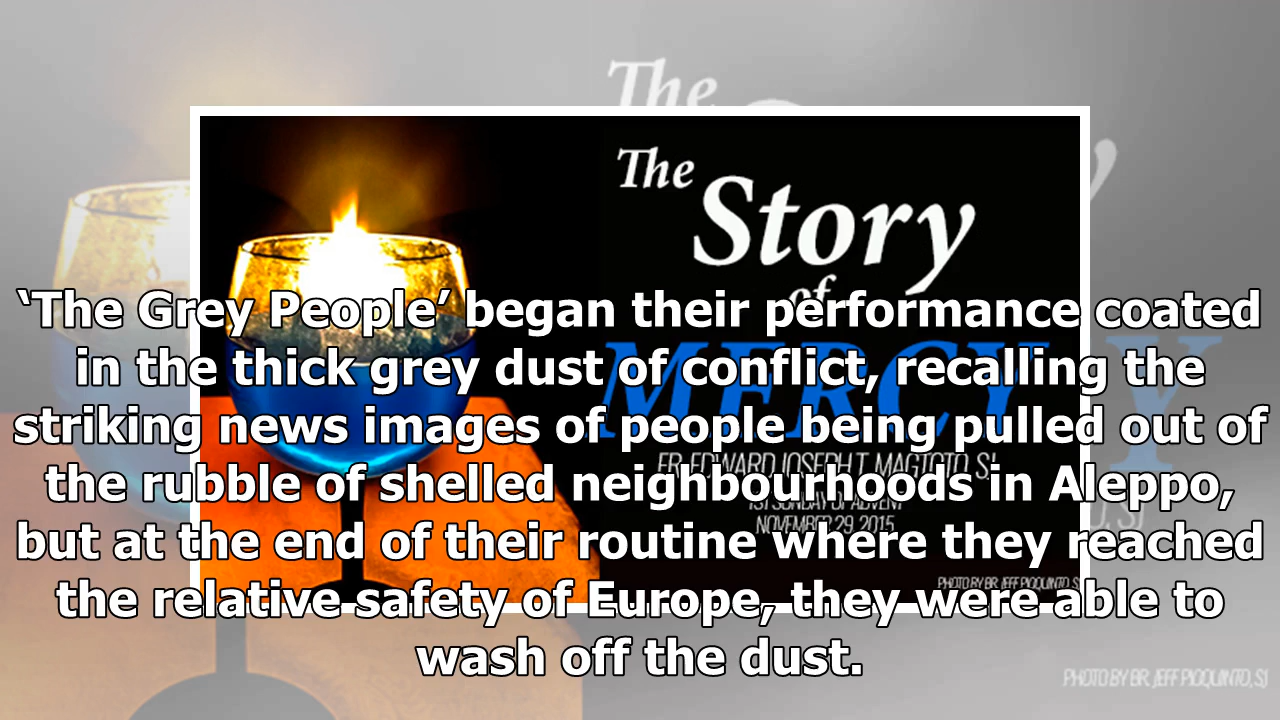 The
The
Story
of
MERCY
Y
‘The Grey People’ began their performance coated
in the thick grey dust of conflict, recalling the
striking news images of people being pulled out of
the rubble of shelled neighbourhoods in Aleppo,
but at the end of their routine where they reached
the relative safety of Europe, they were able to
wash off the dust.
FR. EDWARD JOSEPH T. MAGTOTO, SJ
1ST SUNDAY OF ADVENT
NOVEMBER 29, 2015
PHOTO BY BR. JEFF PIOQUINTO, SJ
O, SJ
PHOTO BY BR. JEFF PIOQUINTO, SJ